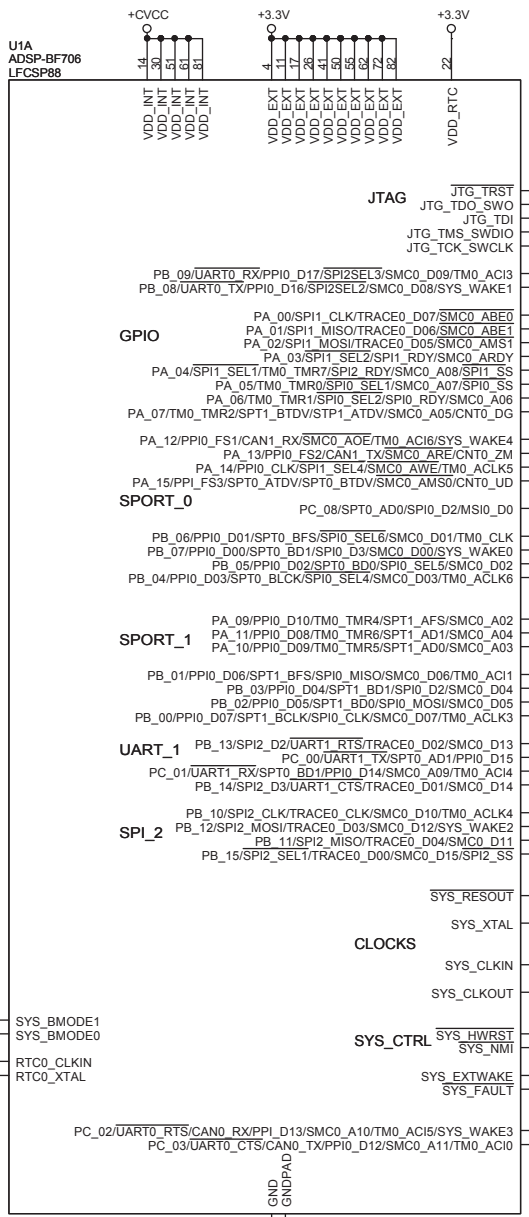 +CVCC
+3.3V
+3.3V
U1A
ADSP-BF706
LFCSP88
14
30
51
61
81
4
11
17
26
41
50
55
62
72
82
22
VDD_INT
VDD_INT
VDD_INT
VDD_INT
VDD_INT
VDD_EXT
VDD_EXT
VDD_EXT
VDD_EXT
VDD_EXT
VDD_EXT
VDD_EXT
VDD_EXT
VDD_EXT
VDD_EXT
VDD_RTC
JTAG
JTG_TRST
JTG_TDO_SWO
JTG_TDI
JTG_TMS_SWDIO
JTG_TCK_SWCLK
PB_09/UART0_RX/PPI0_D17/SPI2SEL3/SMC0_D09/TM0_ACI3
PB_08/UART0_TX/PPI0_D16/SPI2SEL2/SMC0_D08/SYS_WAKE1
GPIO
PA_00/SPI1_CLK/TRACE0_D07/SMC0_ABE0
PA_01/SPI1_MISO/TRACE0_D06/SMC0_ABE1
PA_02/SPI1_MOSI/TRACE0_D05/SMC0_AMS1
PA_03/SPI1_SEL2/SPI1_RDY/SMC0_ARDY
PA_04/SPI1_SEL1/TM0_TMR7/SPI2_RDY/SMC0_A08/SPI1_SS
PA_05/TM0_TMR0/SPI0_SEL1/SMC0_A07/SPI0_SS
PA_06/TM0_TMR1/SPI0_SEL2/SPI0_RDY/SMC0_A06
PA_07/TM0_TMR2/SPT1_BTDV/STP1_ATDV/SMC0_A05/CNT0_DG
PA_12/PPI0_FS1/CAN1_RX/SMC0_AOE/TM0_ACI6/SYS_WAKE4
PA_13/PPI0_FS2/CAN1_TX/SMC0_ARE/CNT0_ZM
PA_14/PPI0_CLK/SPI1_SEL4/SMC0_AWE/TM0_ACLK5
PA_15/PPI_FS3/SPT0_ATDV/SPT0_BTDV/SMC0_AMS0/CNT0_UD
SPORT_0
PC_08/SPT0_AD0/SPI0_D2/MSI0_D0
PB_06/PPI0_D01/SPT0_BFS/SPI0_SEL6/SMC0_D01/TM0_CLK
PB_07/PPI0_D00/SPT0_BD1/SPI0_D3/SMC0_D00/SYS_WAKE0
PB_05/PPI0_D02/SPT0_BD0/SPI0_SEL5/SMC0_D02
PB_04/PPI0_D03/SPT0_BLCK/SPI0_SEL4/SMC0_D03/TM0_ACLK6
SPORT_1
PA_09/PPI0_D10/TM0_TMR4/SPT1_AFS/SMC0_A02
PA_11/PPI0_D08/TM0_TMR6/SPT1_AD1/SMC0_A04
PA_10/PPI0_D09/TM0_TMR5/SPT1_AD0/SMC0_A03
PB_01/PPI0_D06/SPT1_BFS/SPI0_MISO/SMC0_D06/TM0_ACI1
PB_03/PPI0_D04/SPT1_BD1/SPI0_D2/SMC0_D04
PB_02/PPI0_D05/SPT1_BD0/SPI0_MOSI/SMC0_D05
PB_00/PPI0_D07/SPT1_BCLK/SPI0_CLK/SMC0_D07/TM0_ACLK3
UART_1
PB_13/SPI2_D2/UART1_RTS/TRACE0_D02/SMC0_D13
PC_00/UART1_TX/SPT0_AD1/PPI0_D15
PC_01/UART1_RX/SPT0_BD1/PPI0_D14/SMC0_A09/TM0_ACI4
PB_14/SPI2_D3/UART1_CTS/TRACE0_D01/SMC0_D14
SPI_2
PB_10/SPI2_CLK/TRACE0_CLK/SMC0_D10/TM0_ACLK4
PB_12/SPI2_MOSI/TRACE0_D03/SMC0_D12/SYS_WAKE2
PB_11/SPI2_MISO/TRACE0_D04/SMC0_D11
PB_15/SPI2_SEL1/TRACE0_D00/SMC0_D15/SPI2_SS
SYS_RESOUT
SYS_XTAL
CLOCKS
SYS_CLKIN
SYS_CLKOUT
SYS_BMODE1
SYS_BMODE0
SYS_CTRL
SYS_HWRST
SYS_NMI
RTC0_CLKIN
RTC0_XTAL
SYS_EXTWAKE
SYS_FAULT
PC_02/UART0_RTS/CAN0_RX/PPI_D13/SMC0_A10/TM0_ACI5/SYS_WAKE3
PC_03/UART0_CTS/CAN0_TX/PPI0_D12/SMC0_A11/TM0_ACI0
GND
GNDPAD